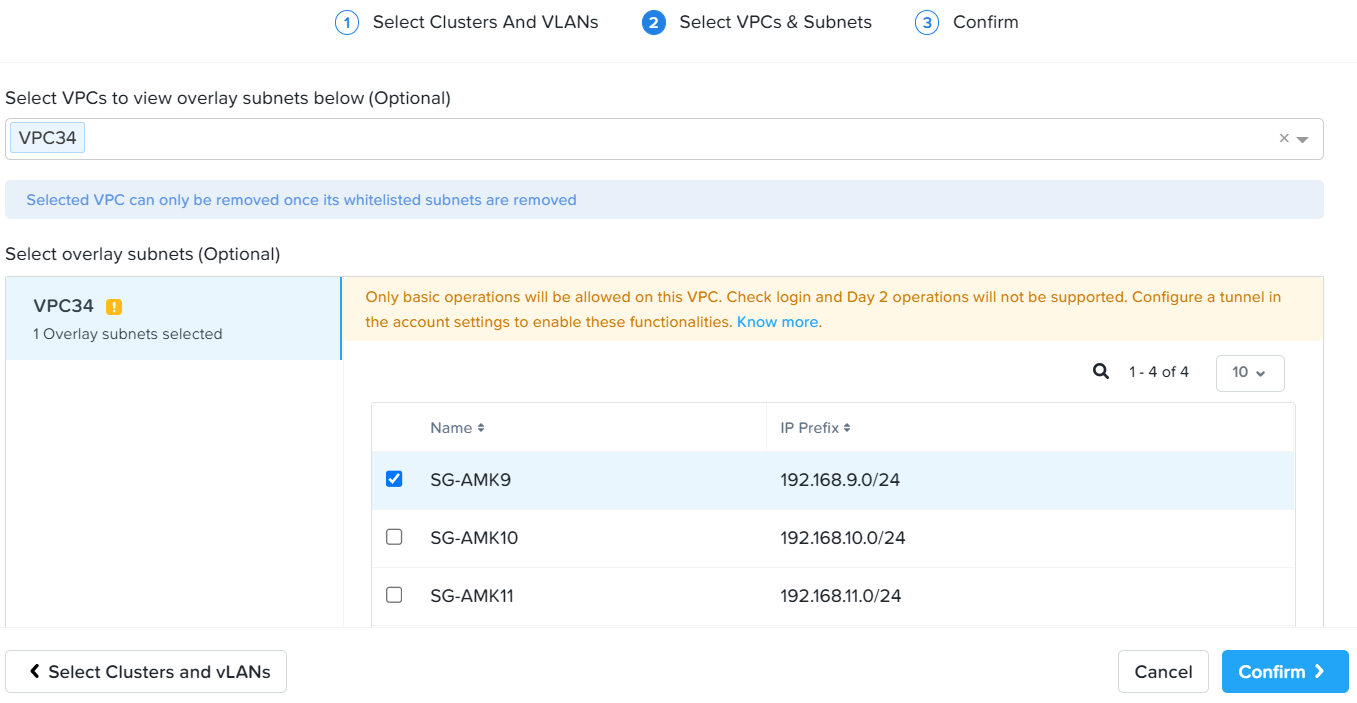 1 Select Clusters And VLANs 2 Select VPCs & Subnets 3 Confirm
Select VPCs to view overlay subnets below (Optional)
VPC34 ×
Selected VPC can only be removed once its whitelisted subnets are removed
Select overlay subnets (Optional)
VPC34 !
1 Overlay subnets selected
Only basic operations will be allowed on this VPC. Check login and Day 2 operations will not be supported. Configure a tunnel in
the account settings to enable these functionalities. Know more.
1 - 4 of 4 10
Name IP Prefix
SG-AMK9 192.168.9.0/24
SG-AMK10 192.168.10.0/24
SG-AMK11 192.168.11.0/24
Select Clusters and vLANs Cancel Confirm